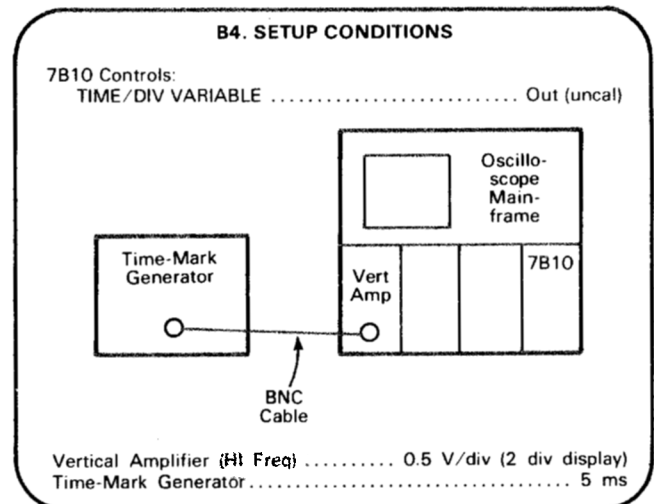 B4. SETUP CONDITIONS
7B10 Controls:
TIME/DIV VARIABLE ........................... Out (uncal)
Oscillo-
scope
Main-
frame
Time-Mark
Generator
Vert
Amp
7B10
BNC
Cable
Vertical Amplifier (HI Freq) .......... 0.5 V/div (2 div display)
Time-Mark Generator.................................. 5 ms